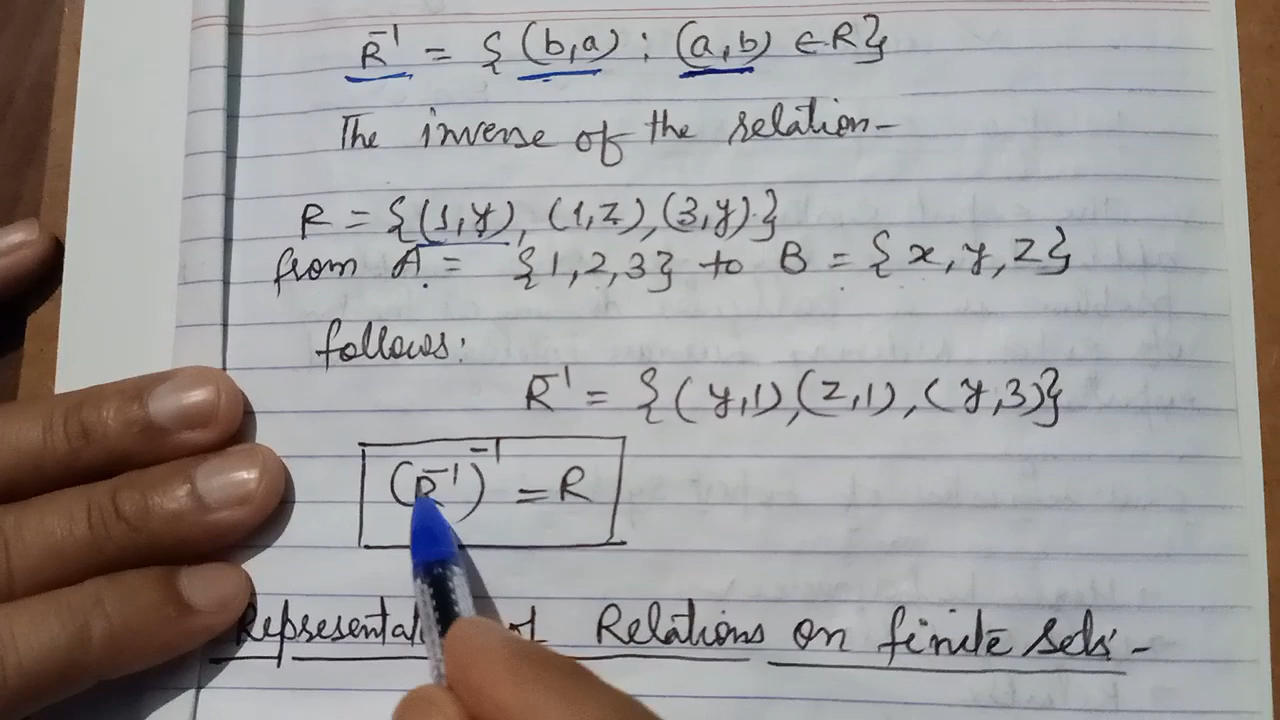 R⁻¹ = {(b,a) : (a,b) ∈ R}
The inverse of the relation-
R = {(1,y), (1,z), (3,y)}
from A = {1,2,3} to B = {x,y,z}
follows:
R⁻¹ = {(y,1),(z,1),(y,3)}
(R⁻¹)⁻¹ = R
of Relations on finite sets -